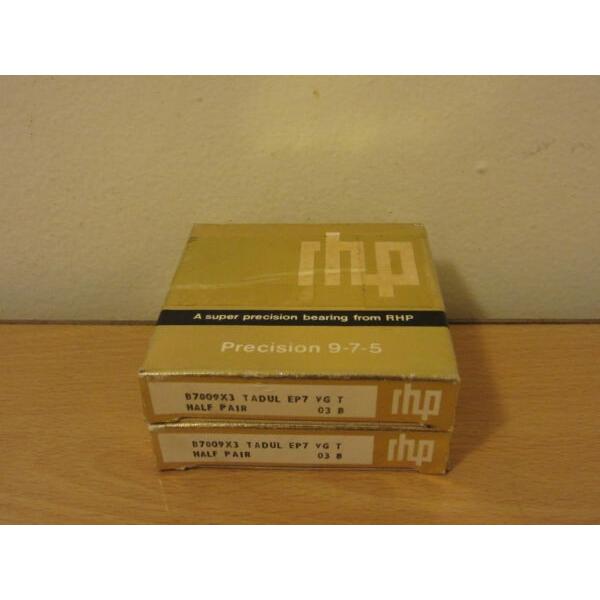 rhp
A super precision bearing from RHP
Precision 9-7-5
B7009X3 TADUL EP7 VG T
HALF PAIR 03 B
rhp
B7009X3 TADUL EP7 VG T
HALF PAIR 03 B
rhp